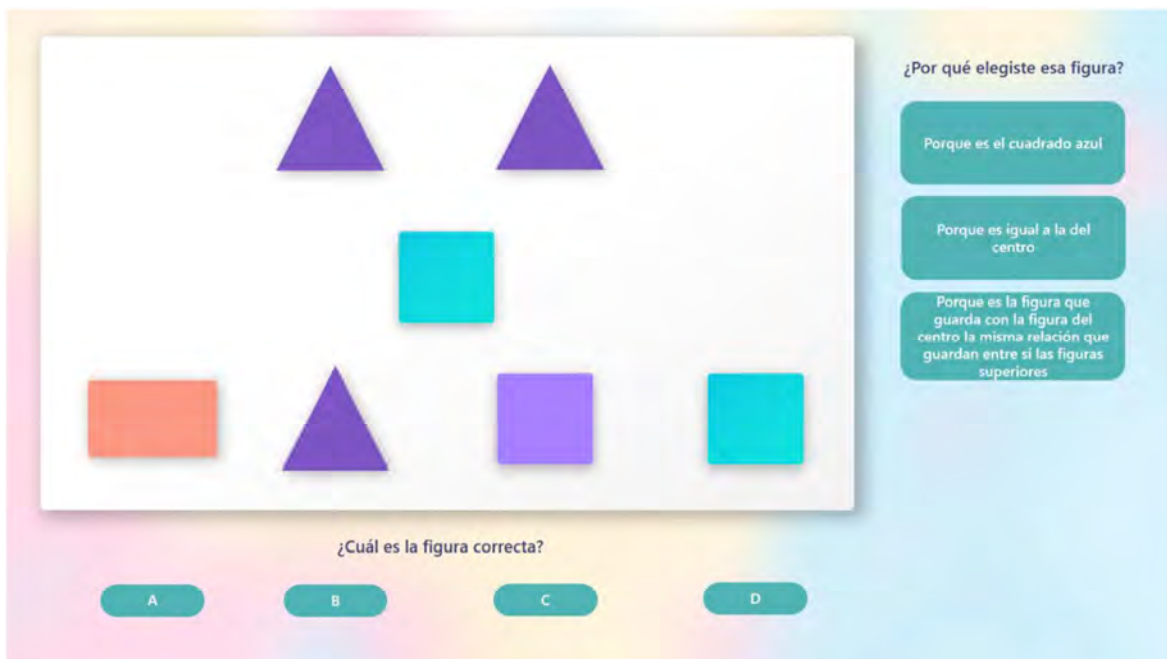 ¿Por qué elegiste esa figura?
Porque es el cuadrado azul
Porque es igual a la del
centro
Porque es la figura que
guarda con la figura del
centro la misma relación que
guardan entre si las figuras
superiores
¿Cuál es la figura correcta?
A
B
C
D